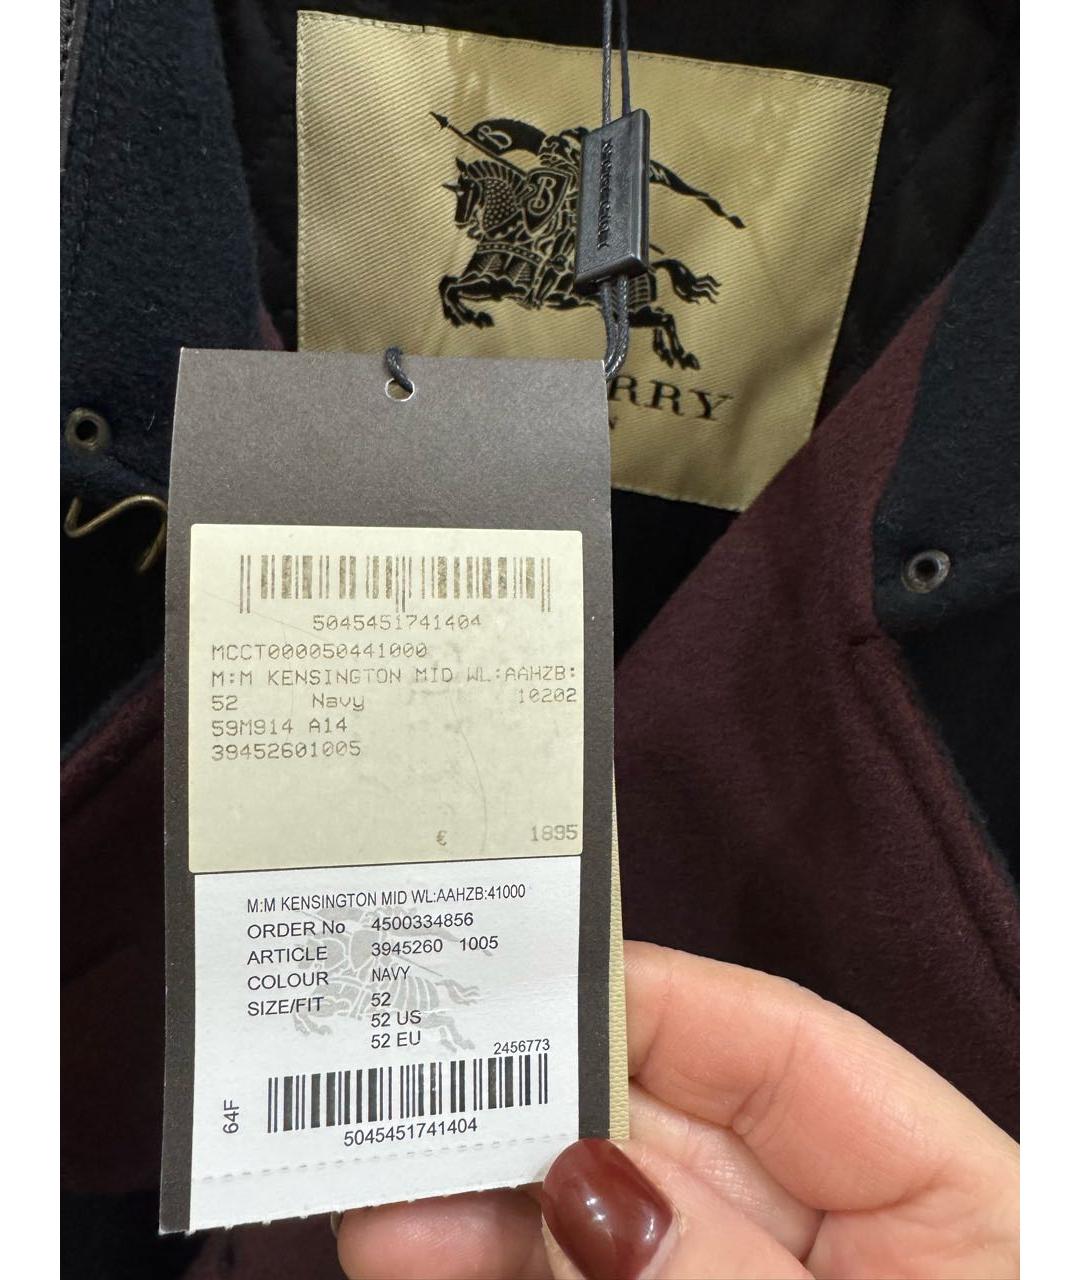 B
RRY
5045451741404
MCCT000050441000
M:M KENSINGTON MID WL:AAHZB:
52 Navy 10202
59M914 A14
39452601005
€ 1895
M:M KENSINGTON MID WL:AAHZB:41000
ORDER No 4500334856
ARTICLE 3945260 1005
COLOUR NAVY
SIZE/FIT 52
52 US
52 EU
2456773
64F
5045451741404